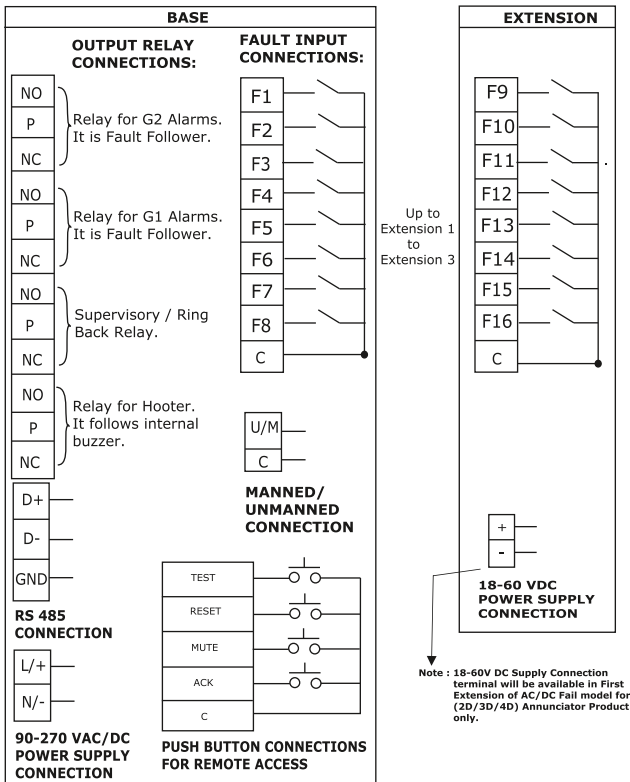 BASE
OUTPUT RELAY
CONNECTIONS:
NO
P
NC
Relay for G2 Alarms.
It is Fault Follower.
NO
P
NC
Relay for G1 Alarms.
It is Fault Follower.
NO
P
NC
Supervisory / Ring
Back Relay.
NO
P
NC
Relay for Hooter.
It follows internal
buzzer.
D+
D-
GND
RS 485
CONNECTION
L/+
N/-
90-270 VAC/DC
POWER SUPPLY
CONNECTION
FAULT INPUT
CONNECTIONS:
F1
F2
F3
F4
F5
F6
F7
F8
C
U/M
C
MANNED/
UNMANNED
CONNECTION
TEST
RESET
MUTE
ACK
C
PUSH BUTTON CONNECTIONS
FOR REMOTE ACCESS
Up to
Extension 1
to
Extension 3
EXTENSION
F9
F10
F11
F12
F13
F14
F15
F16
C
+
-
18-60 VDC
POWER SUPPLY
CONNECTION
Note : 18-60V DC Supply Connection
terminal will be available in First
Extension of AC/DC Fail model for
(2D/3D/4D) Annunciator Product
only.